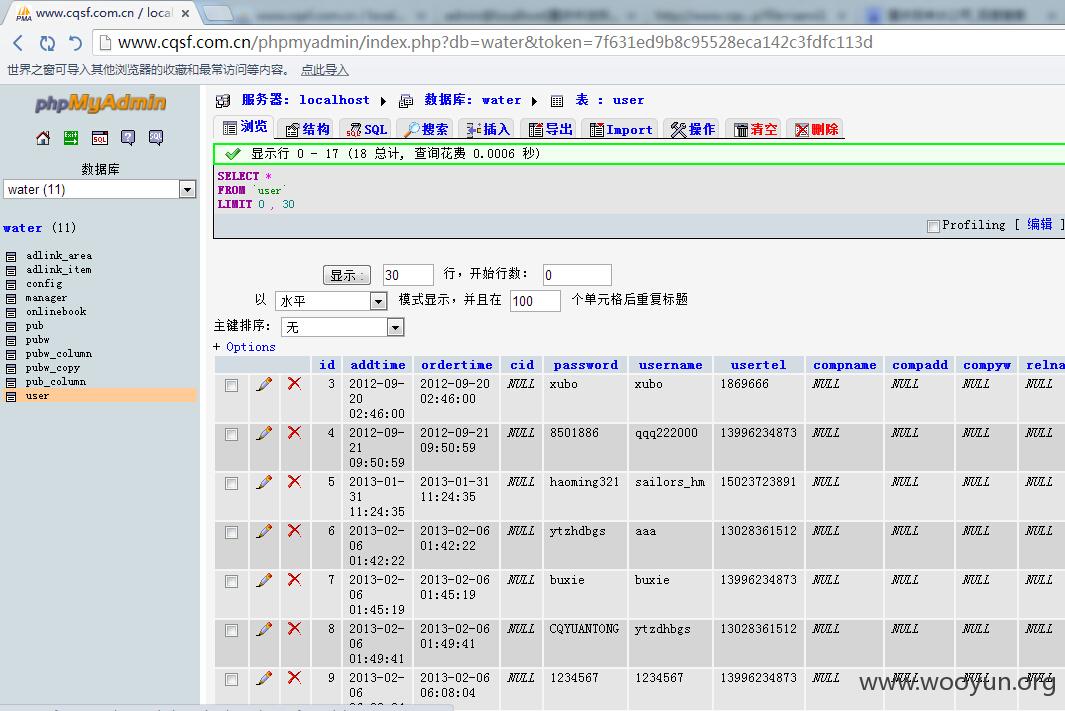 www.cqsf.com.cn / local
www.cqsf.com.cn/phpmyadmin/index.php?db=water&token=7f631ed9b8c95528eca142c3fdfc113d
世界之窗可导入其他浏览器的收藏和最常访问等内容。 点此导入
phpMyAdmin
数据库
water (11)
water (11)
adlink_area
adlink_item
config
manager
onlinebook
pub
pubw
pubw_column
pubw_copy
pub_column
user
服务器: localhost ▸ 数据库: water ▸ 表 : user
浏览 结构 SQL 搜索 插入 导出 Import 操作 清空 删除
显示行 0 - 17 (18 总计, 查询花费 0.0006 秒)
SELECT *
FROM `user`
LIMIT 0 , 30
Profiling [ 编辑 ]
显示 : 30 行，开始行数: 0
以 水平 模式显示，并且在 100 个单元格后重复标题
主键排序: 无
+ Options
id addtime ordertime cid password username usertel compname compadd compyw relna
3 2012-09-20 02:46:00 2012-09-20 02:46:00 NULL xubo xubo 1869666 NULL NULL NULL NULL
4 2012-09-21 09:50:59 2012-09-21 09:50:59 NULL 8501886 qqq222000 13996234873 NULL NULL NULL NULL
5 2013-01-31 11:24:35 2013-01-31 11:24:35 NULL haoming321 sailors_hm 15023723891 NULL NULL NULL NULL
6 2013-02-06 01:42:22 2013-02-06 01:42:22 NULL ytzhdbgs aaa 13028361512 NULL NULL NULL NULL
7 2013-02-06 01:45:19 2013-02-06 01:45:19 NULL buxie buxie 13996234873 NULL NULL NULL NULL
8 2013-02-06 01:49:41 2013-02-06 01:49:41 NULL CQYUANTONG ytzdhbgs 13028361512 NULL NULL NULL NULL
9 2013-02-06 2013-02-06 06:08:04 NULL 1234567 1234567 13996234873 NULL NULL NULL NULL
www.wooyun.org